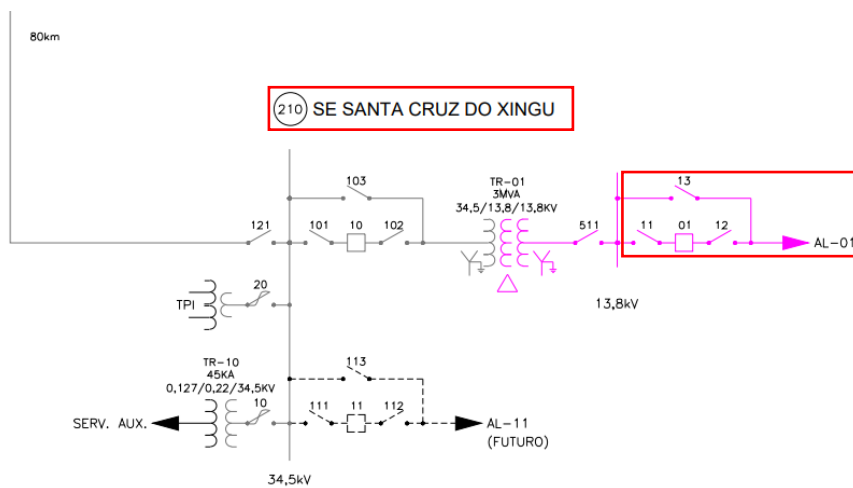 80km
210 SE SANTA CRUZ DO XINGU
103
TR-01
3MVA
34,5/13,8/13,8KV
13
121
101
10
102
511
11
01
12
AL-01
TPI
20
13,8kV
TR-10
45KA
0,127/0,22/34,5KV
113
10
111
11
112
SERV. AUX.
AL-11
(FUTURO)
34,5kV